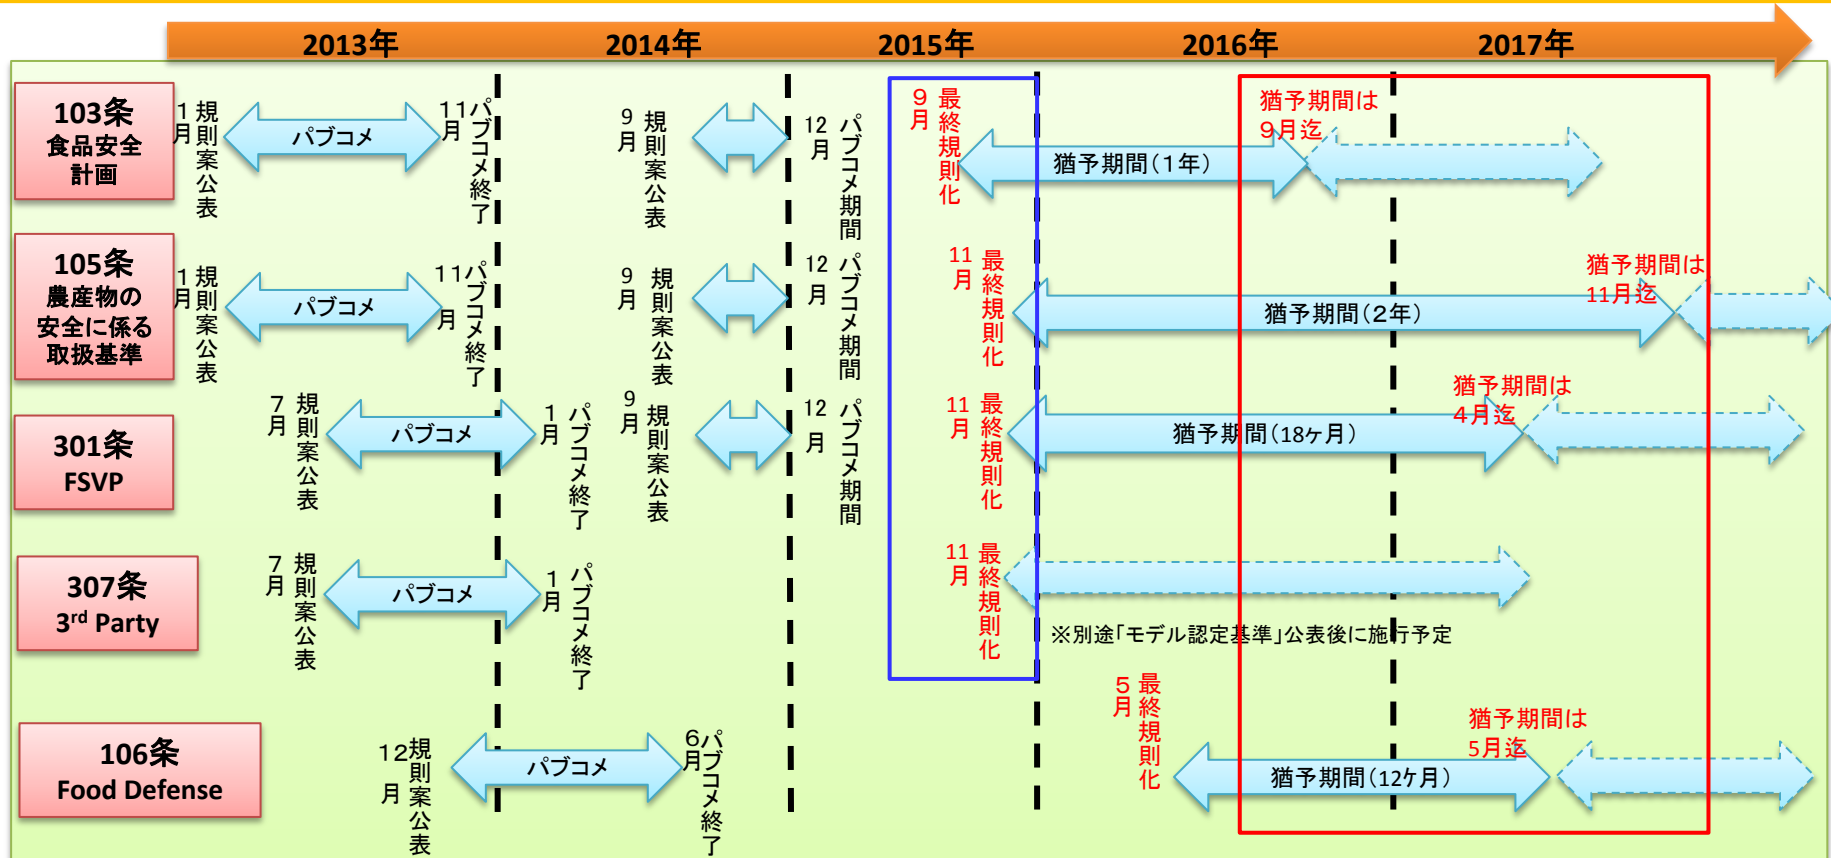 2013年
2014年
2015年
2016年
2017年
103条
食品安全
計画
1月
規則案公表
パブコメ
11月
パブコメ終了
9月
規則案公表
12月
パブコメ期間
9月
最終規則化
猶予期間(1年)
猶予期間は
9月迄
105条
農産物の
安全に係る
取扱基準
1月
規則案公表
パブコメ
11月
パブコメ終了
9月
規則案公表
12月
パブコメ期間
11月
最終規則化
猶予期間(2年)
猶予期間は
11月迄
301条
FSVP
7月
規則案公表
パブコメ
1月
パブコメ終了
9月
規則案公表
12月
パブコメ期間
11月
最終規則化
猶予期間(18ヶ月)
猶予期間は
4月迄
307条
3rd Party
7月
規則案公表
パブコメ
1月
パブコメ終了
11月
最終規則化
※別途「モデル認定基準」公表後に施行予定
106条
Food Defense
12月
規則案公表
パブコメ
6月
パブコメ終了
5月
最終規則化
猶予期間(12ケ月)
猶予期間は
5月迄